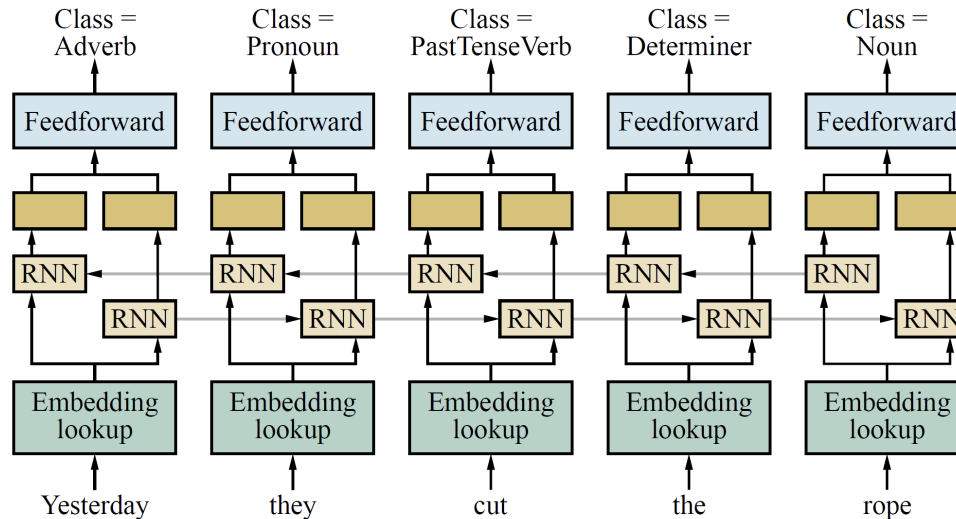 Class = Class = Class = Class = Class =
Adverb Pronoun PastTenseVerb Determiner Noun
Feedforward Feedforward Feedforward Feedforward Feedforward
RNN RNN RNN RNN RNN
RNN RNN RNN RNN RNN
Embedding Embedding Embedding Embedding Embedding
lookup lookup lookup lookup lookup
Yesterday they cut the rope